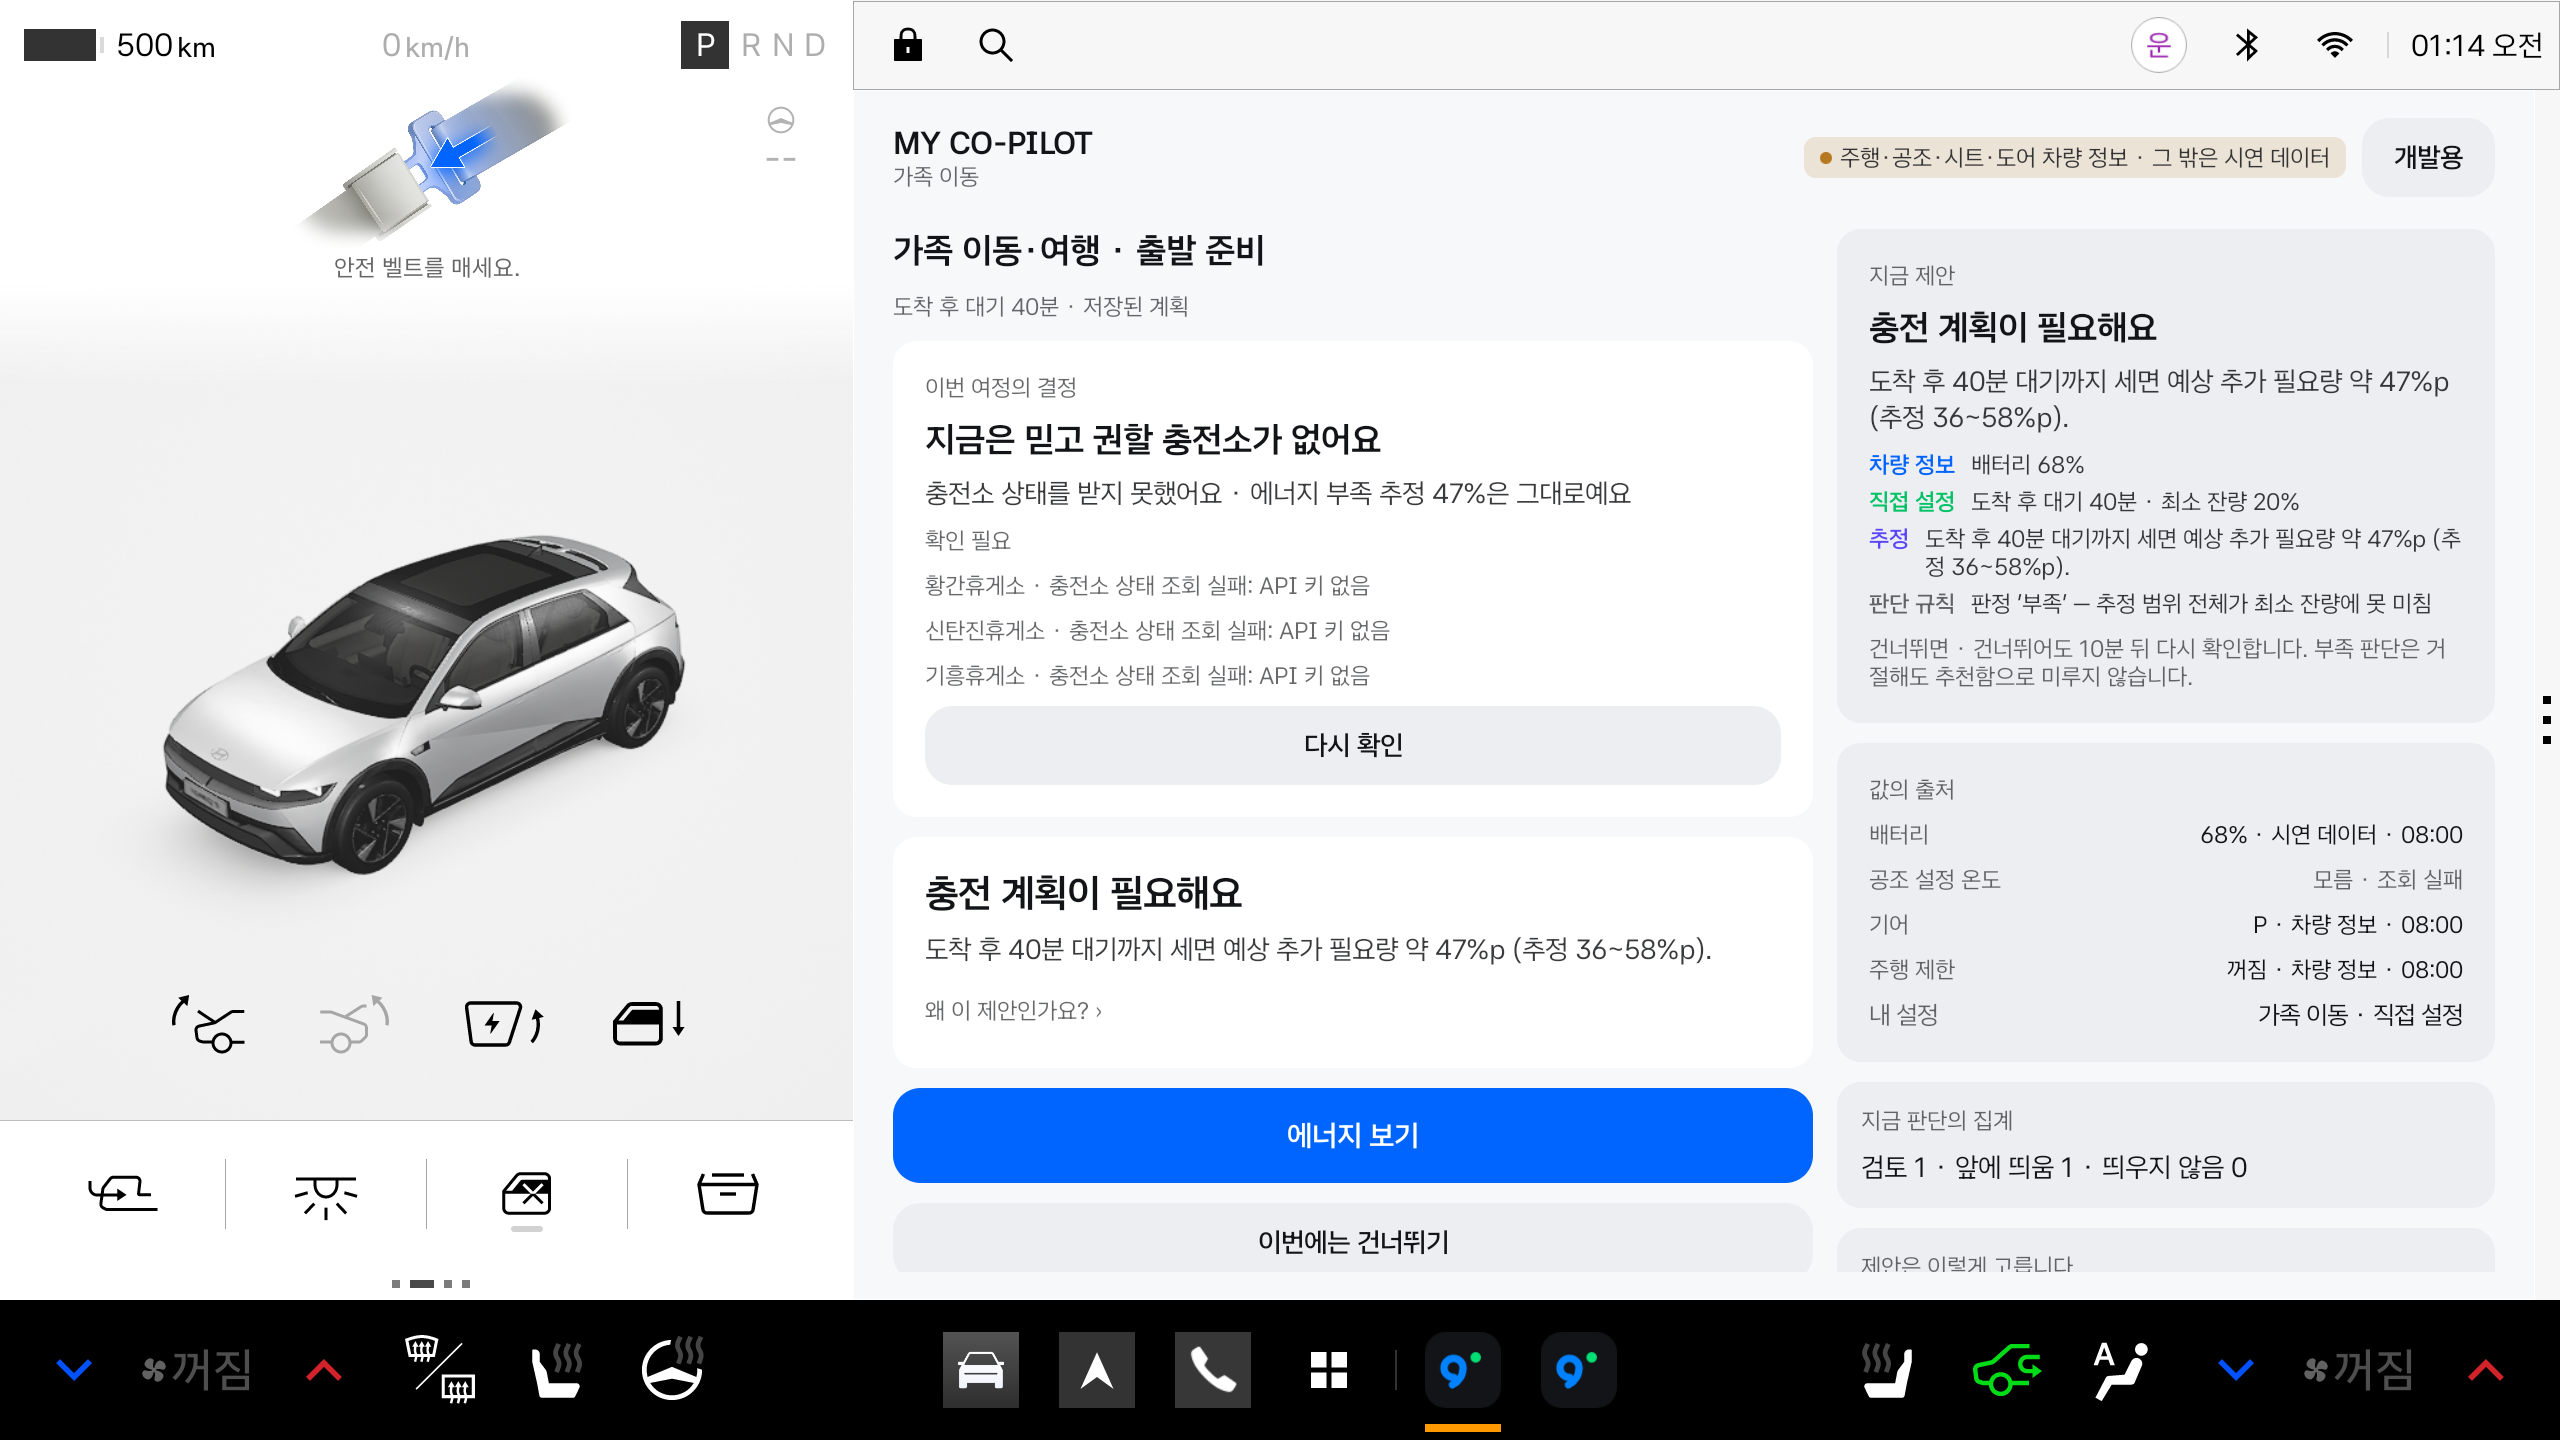 500 km
0 km/h
P R N D
안전 벨트를 매세요.
운
01:14 오전
MY CO-PILOT
가족 이동
주행·공조·시트·도어 차량 정보 · 그 밖은 시연 데이터
개발용
가족 이동·여행 · 출발 준비
도착 후 대기 40분 · 저장된 계획
이번 여정의 결정
지금은 믿고 권할 충전소가 없어요
충전소 상태를 받지 못했어요 · 에너지 부족 추정 47%은 그대로예요
확인 필요
황간휴게소 · 충전소 상태 조회 실패: API 키 없음
신탄진휴게소 · 충전소 상태 조회 실패: API 키 없음
기흥휴게소 · 충전소 상태 조회 실패: API 키 없음
다시 확인
충전 계획이 필요해요
도착 후 40분 대기까지 세면 예상 추가 필요량 약 47%p (추정 36~58%p).
왜 이 제안인가요? ›
에너지 보기
이번에는 건너뛰기
지금 제안
충전 계획이 필요해요
도착 후 40분 대기까지 세면 예상 추가 필요량 약 47%p
(추정 36~58%p).
차량 정보 배터리 68%
직접 설정 도착 후 대기 40분 · 최소 잔량 20%
추정 도착 후 40분 대기까지 세면 예상 추가 필요량 약 47%p (추
정 36~58%p).
판단 규칙 판정 '부족' — 추정 범위 전체가 최소 잔량에 못 미침
건너뛰면 · 건너뛰어도 10분 뒤 다시 확인합니다. 부족 판단은 거
절해도 추천함으로 미루지 않습니다.
값의 출처
배터리 68% · 시연 데이터 · 08:00
공조 설정 온도 모름 · 조회 실패
기어 P · 차량 정보 · 08:00
주행 제한 꺼짐 · 차량 정보 · 08:00
내 설정 가족 이동 · 직접 설정
지금 판단의 집계
검토 1 · 앞에 띄움 1 · 띄우지 않음 0
제안은 이렇게 고릅니다
꺼짐
A
꺼짐